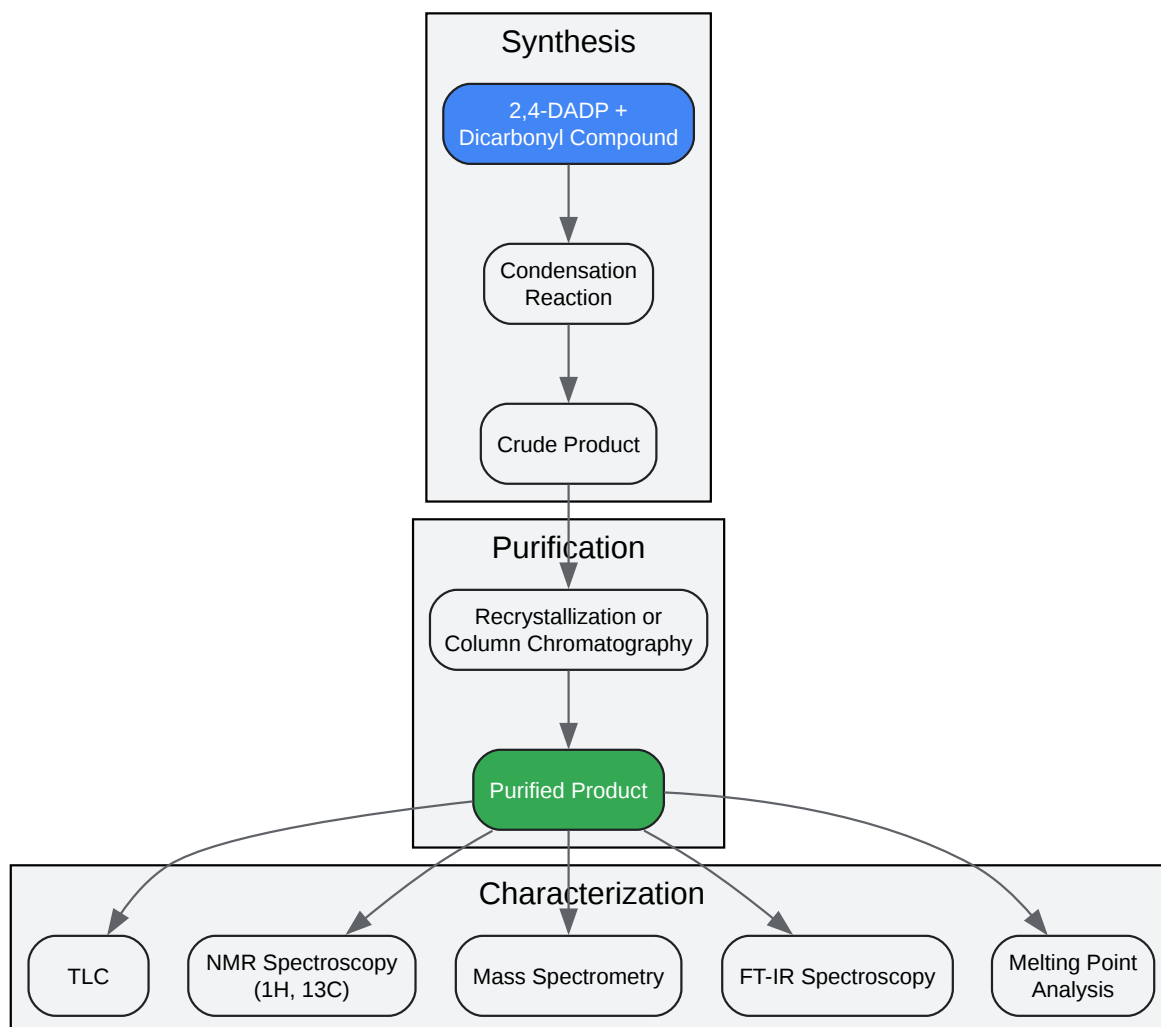 Synthesis
2,4-DADP +
Dicarbonyl Compound
Condensation
Reaction
Crude Product
Purification
Recrystallization or
Column Chromatography
Purified Product
Characterization
TLC
NMR Spectroscopy
(1H, 13C)
Mass Spectrometry
FT-IR Spectroscopy
Melting Point
Analysis